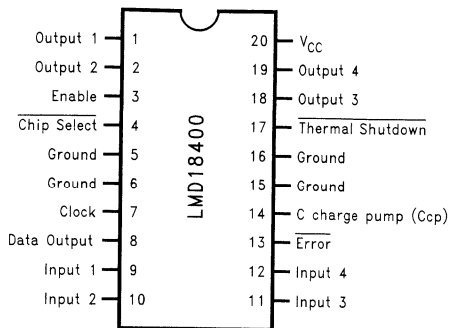 Output 1 1 20 V_CC
Output 2 2 19 Output 4
Enable 3 18 Output 3
Chip Select 4 17 Thermal Shutdown
Ground 5 16 Ground
Ground 6 15 Ground
Clock 7 14 C charge pump (Ccp)
Data Output 8 13 Error
Input 1 9 12 Input 4
Input 2 10 11 Input 3
LMD18400